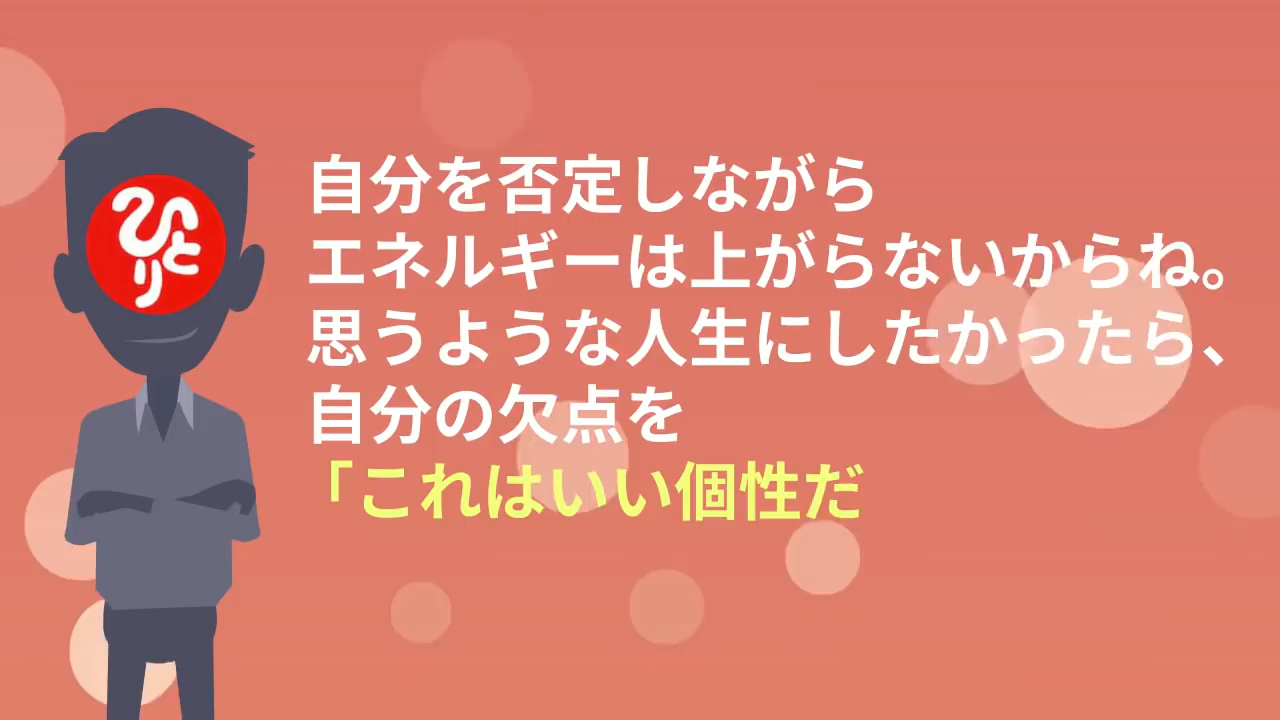 ひとり
自分を否定しながら
エネルギーは上がらないからね。
思うような人生にしたかったら、
自分の欠点を
「これはいい個性だ